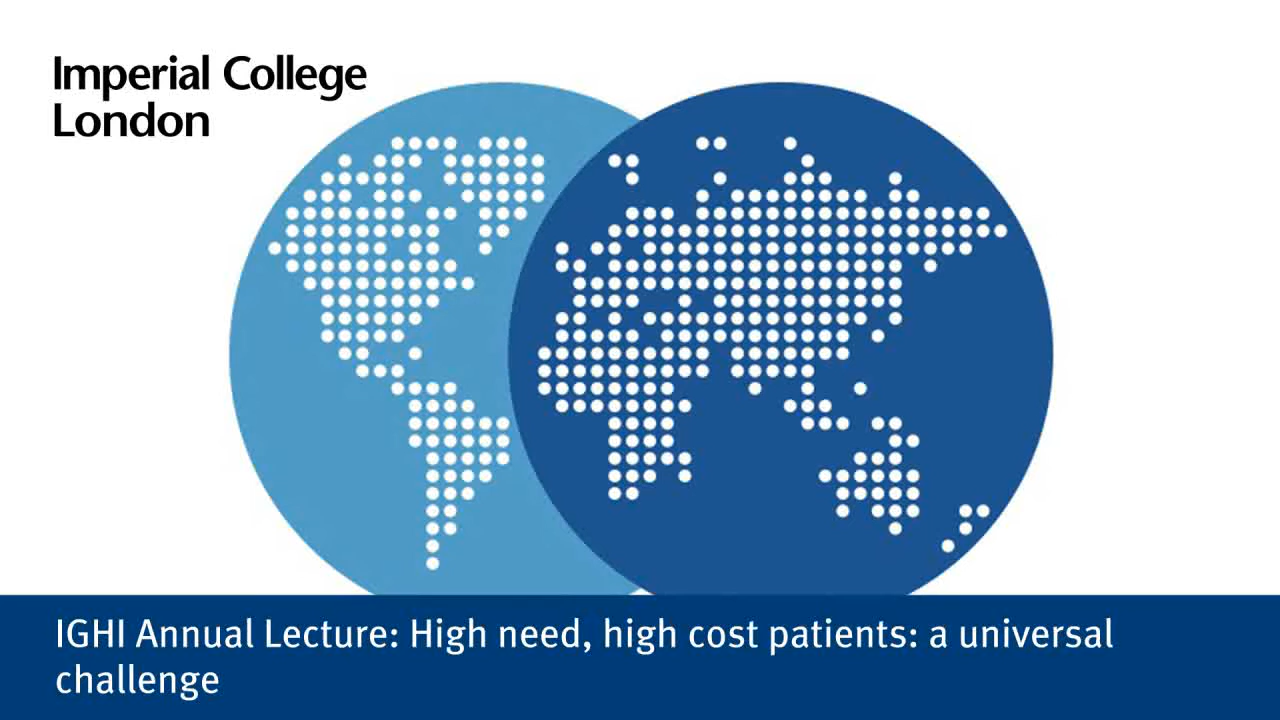 Imperial College
London
IGHI Annual Lecture: High need, high cost patients: a universal
challenge